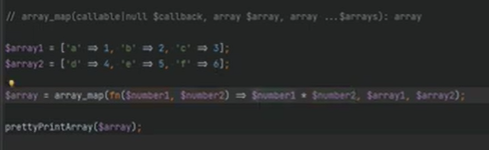 // array_map(callable|null $callback, array $array, array ...$arrays): array
$array1 = ['a' => 1, 'b' => 2, 'c' => 3];
$array2 = ['d' => 4, 'e' => 5, 'f' => 6];
$array = array_map(fn($number1, $number2) => $number1 * $number2, $array1, $array2);
prettyPrintArray($array);